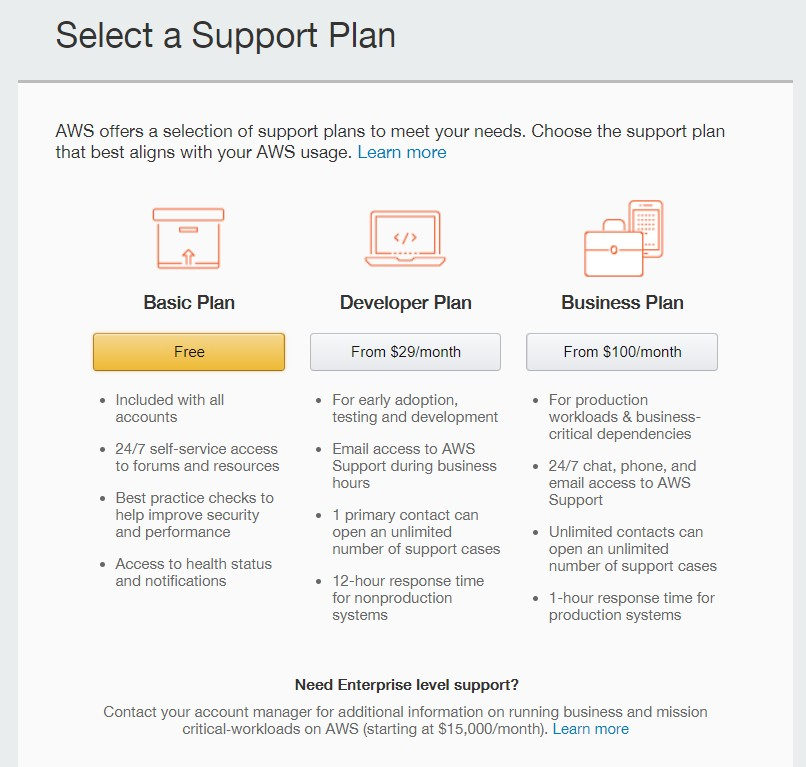 Select a Support Plan
AWS offers a selection of support plans to meet your needs. Choose the support plan
that best aligns with your AWS usage. Learn more
</>
Basic Plan
Free
• Included with all
accounts
• 24/7 self-service access
to forums and resources
• Best practice checks to
help improve security
and performance
• Access to health status
and notifications
Developer Plan
From $29/month
• For early adoption,
testing and development
• Email access to AWS
Support during business
hours
• 1 primary contact can
open an unlimited
number of support cases
• 12-hour response time
for nonproduction
systems
Business Plan
From $100/month
• For production
workloads & business-
critical dependencies
• 24/7 chat, phone, and
email access to AWS
Support
• Unlimited contacts can
open an unlimited
number of support cases
• 1-hour response time for
production systems
Need Enterprise level support?
Contact your account manager for additional information on running business and mission
critical-workloads on AWS (starting at $15,000/month). Learn more